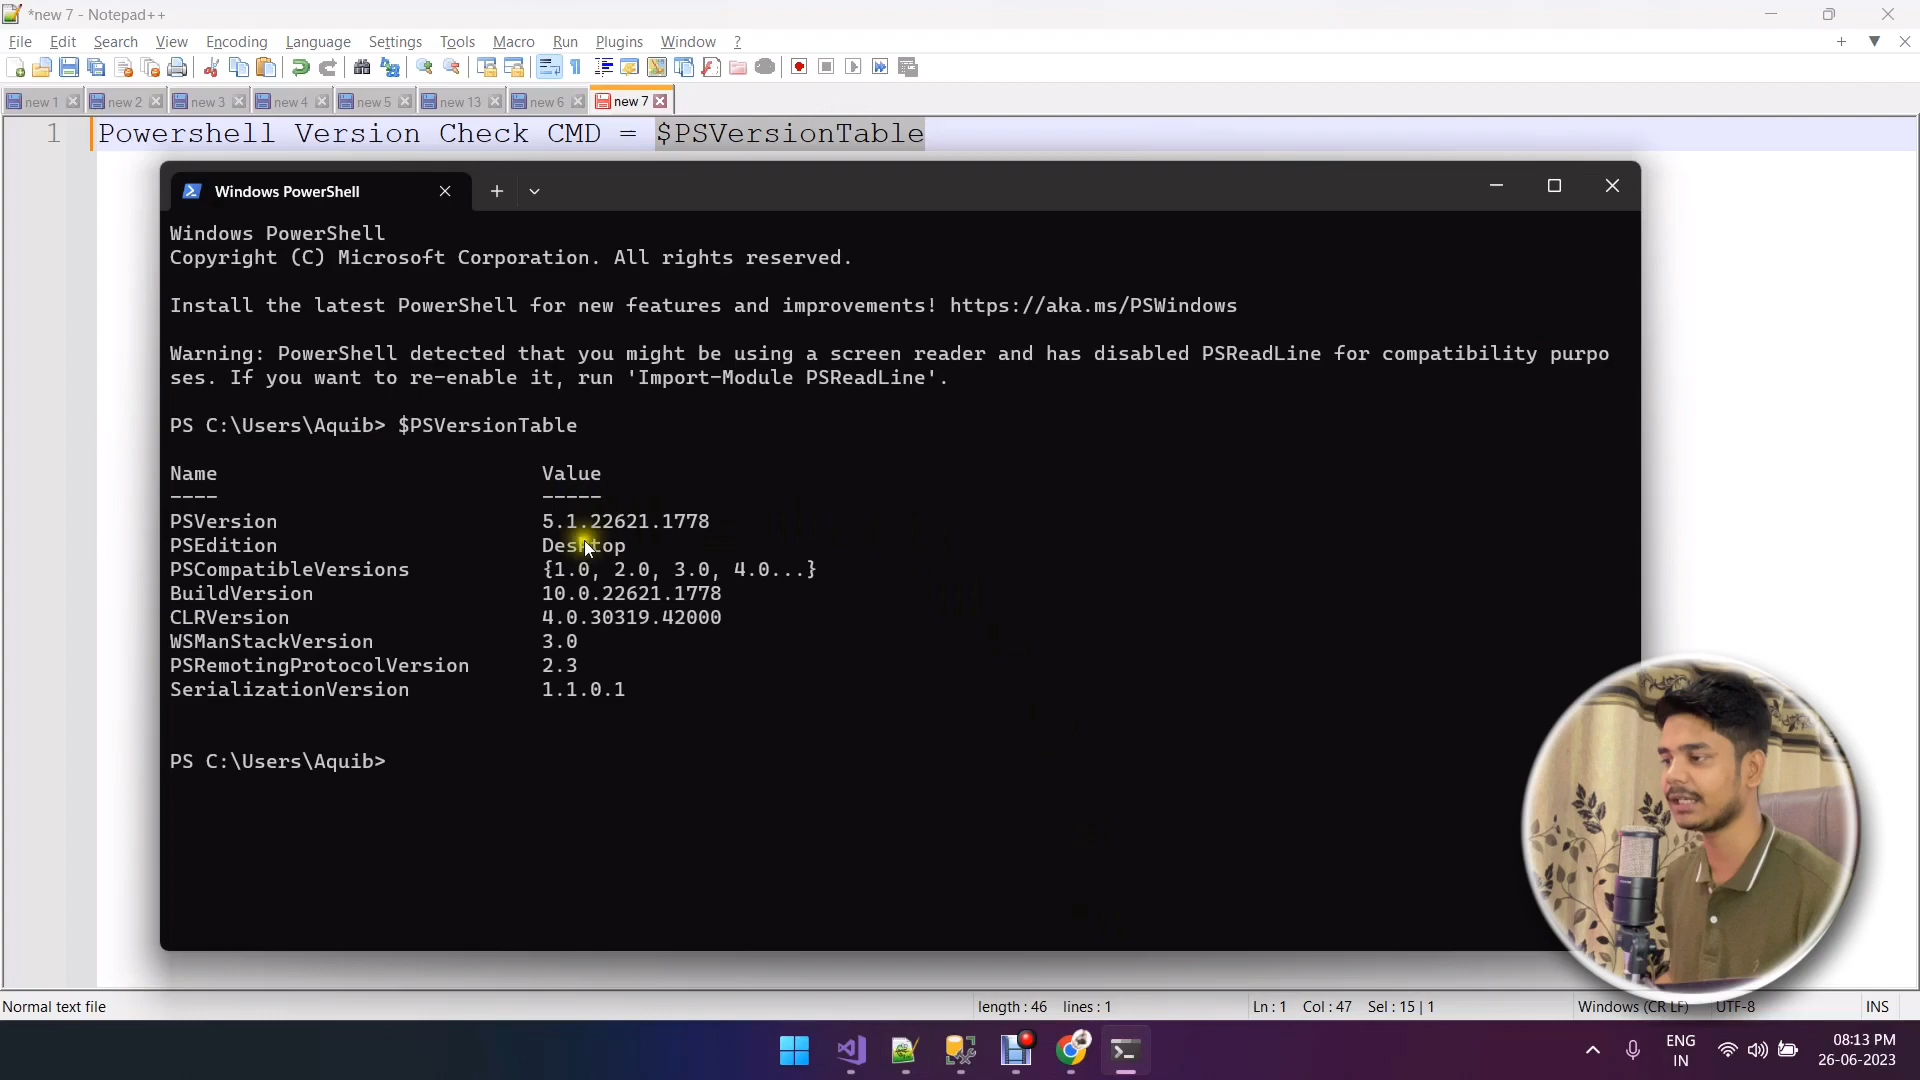 *new 7 - Notepad++
File Edit Search View Encoding Language Settings Tools Macro Run Plugins Window ?
new 1 new 2 new 3 new 4 new 5 new 13 new 6 new 7
1 Powershell Version Check CMD = $PSVersionTable
Windows PowerShell
Windows PowerShell
Copyright (C) Microsoft Corporation. All rights reserved.
Install the latest PowerShell for new features and improvements! https://aka.ms/PSWindows
Warning: PowerShell detected that you might be using a screen reader and has disabled PSReadLine for compatibility purpo
ses. If you want to re-enable it, run 'Import-Module PSReadLine'.
PS C:\Users\Aquib> $PSVersionTable
Name Value
---- -----
PSVersion 5.1.22621.1778
PSEdition Desktop
PSCompatibleVersions {1.0, 2.0, 3.0, 4.0...}
BuildVersion 10.0.22621.1778
CLRVersion 4.0.30319.42000
WSManStackVersion 3.0
PSRemotingProtocolVersion 2.3
SerializationVersion 1.1.0.1
PS C:\Users\Aquib>
Normal text file length : 46 lines : 1 Ln : 1 Col : 47 Sel : 15 | 1 Windows (CR LF) UTF-8 INS
ENG 08:13 PM
IN 26-06-2023